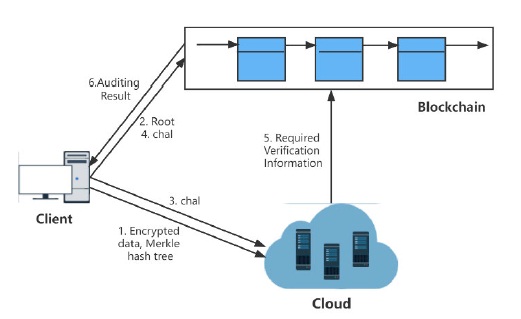 6.Auditing
Result
2. Root
4. chal
Blockchain
5. Required
Verification
Information
Client
3. chal
1. Encrypted
data, Merkle
hash tree
Cloud